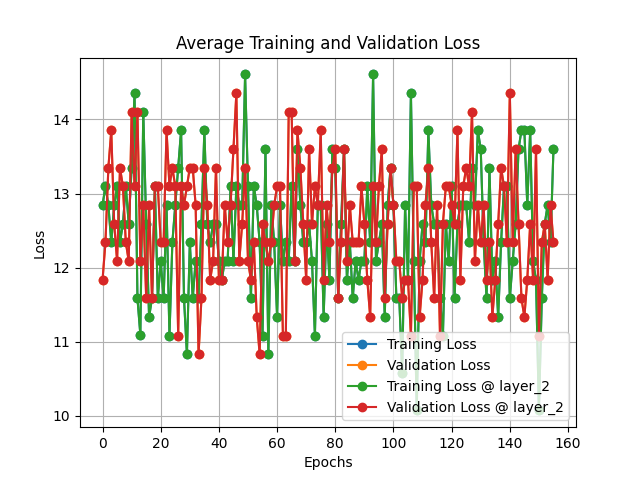 Average Training and Validation Loss
Loss
14
13
12
11
10
0
20
40
60
80
100
120
140
160
Epochs
Training Loss
Validation Loss
Training Loss @ layer_2
Validation Loss @ layer_2